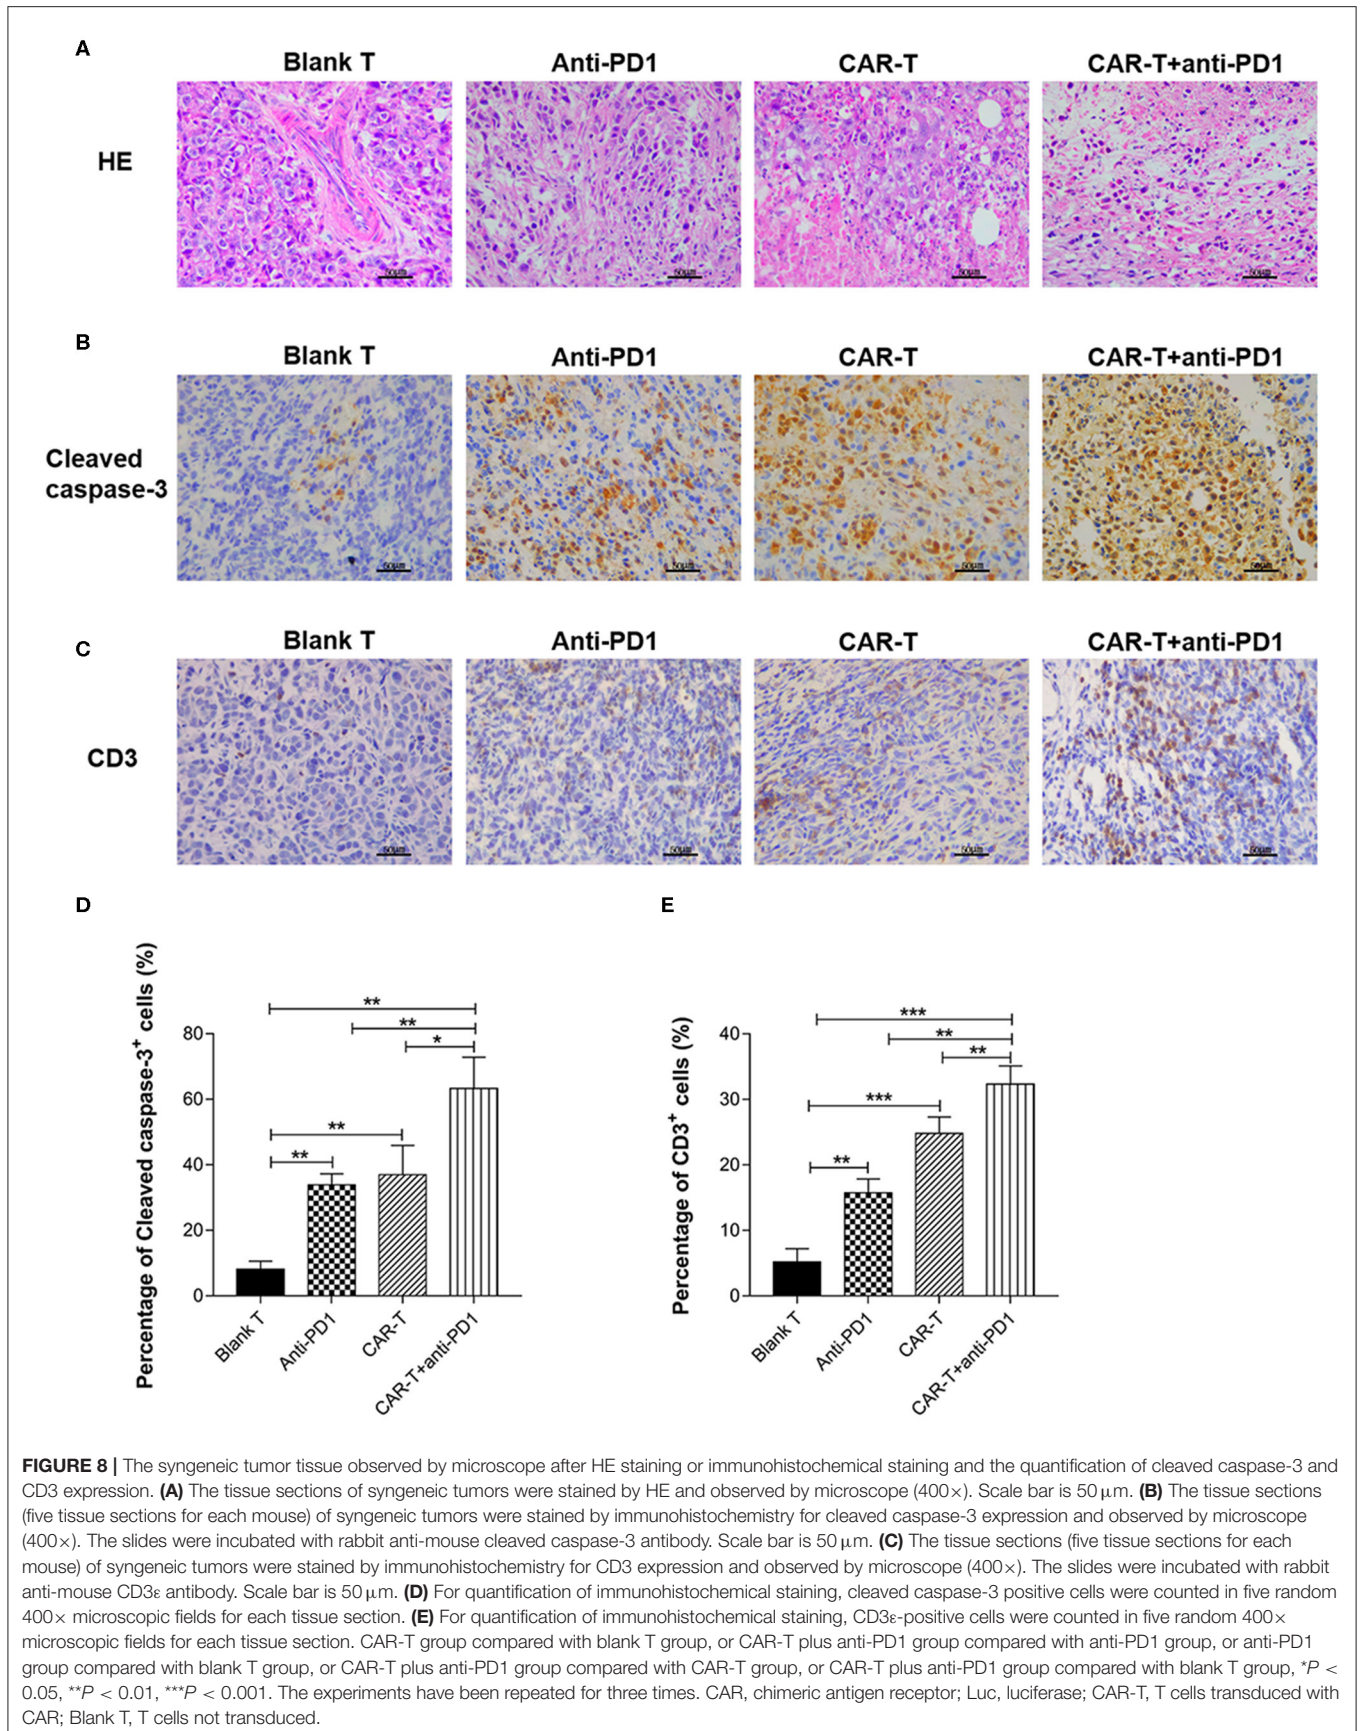 A
Blank T
Anti-PD1
CAR-T
CAR-T+anti-PD1
HE
50μm
50μm
50μm
50μm
B
Blank T
Anti-PD1
CAR-T
CAR-T+anti-PD1
Cleaved
caspase-3
50μm
50μm
50μm
50μm
C
Blank T
Anti-PD1
CAR-T
CAR-T+anti-PD1
CD3
50μm
50μm
50μm
50μm
D
Percentage of Cleaved caspase-3⁺ cells (%)
80
60
40
20
0
**
**
*
**
**
Blank T
Anti-PD1
CAR-T
CAR-T+anti-PD1
E
Percentage of CD3⁺ cells (%)
40
30
20
10
0
***
**
**
***
**
Blank T
Anti-PD1
CAR-T
CAR-T+anti-PD1
FIGURE 8 | The syngeneic tumor tissue observed by microscope after HE staining or immunohistochemical staining and the quantification of cleaved caspase-3 and
CD3 expression. (A) The tissue sections of syngeneic tumors were stained by HE and observed by microscope (400×). Scale bar is 50 μm. (B) The tissue sections
(five tissue sections for each mouse) of syngeneic tumors were stained by immunohistochemistry for cleaved caspase-3 expression and observed by microscope
(400×). The slides were incubated with rabbit anti-mouse cleaved caspase-3 antibody. Scale bar is 50 μm. (C) The tissue sections (five tissue sections for each
mouse) of syngeneic tumors were stained by immunohistochemistry for CD3 expression and observed by microscope (400×). The slides were incubated with rabbit
anti-mouse CD3ε antibody. Scale bar is 50 μm. (D) For quantification of immunohistochemical staining, cleaved caspase-3 positive cells were counted in five random
400× microscopic fields for each tissue section. (E) For quantification of immunohistochemical staining, CD3ε-positive cells were counted in five random 400×
microscopic fields for each tissue section. CAR-T group compared with blank T group, or CAR-T plus anti-PD1 group compared with anti-PD1 group, or anti-PD1
group compared with blank T group, or CAR-T plus anti-PD1 group compared with CAR-T group, or CAR-T plus anti-PD1 group compared with blank T group, *P <
0.05, **P < 0.01, ***P < 0.001. The experiments have been repeated for three times. CAR, chimeric antigen receptor; Luc, luciferase; CAR-T, T cells transduced with
CAR; Blank T, T cells not transduced.